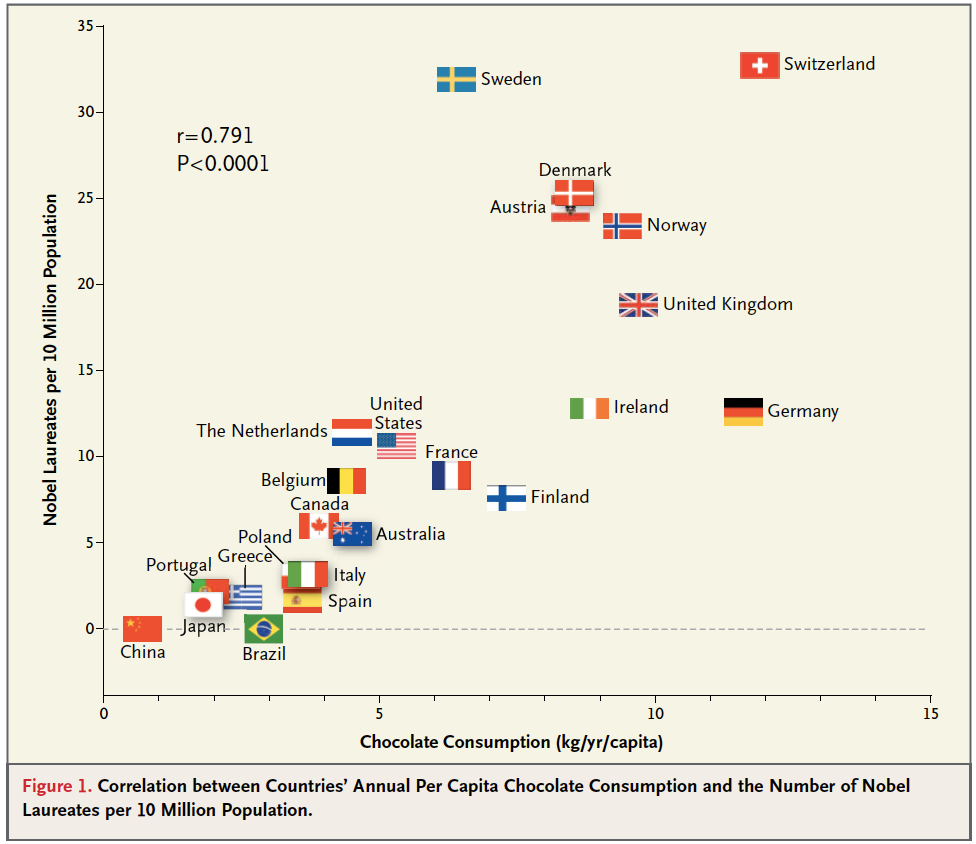 35
Switzerland
Sweden
30
r=0.791
P<0.0001
Denmark
25
Austria
Norway
Nobel Laureates per 10 Million Population
20
United Kingdom
15
United
States
Ireland
Germany
The Netherlands
10
France
Belgium
Finland
Canada
5
Poland
Australia
Portugal
Greece
Italy
Spain
0
Japan
China
Brazil
0
5
10
15
Chocolate Consumption (kg/yr/capita)
Figure 1. Correlation between Countries’ Annual Per Capita Chocolate Consumption and the Number of Nobel
Laureates per 10 Million Population.